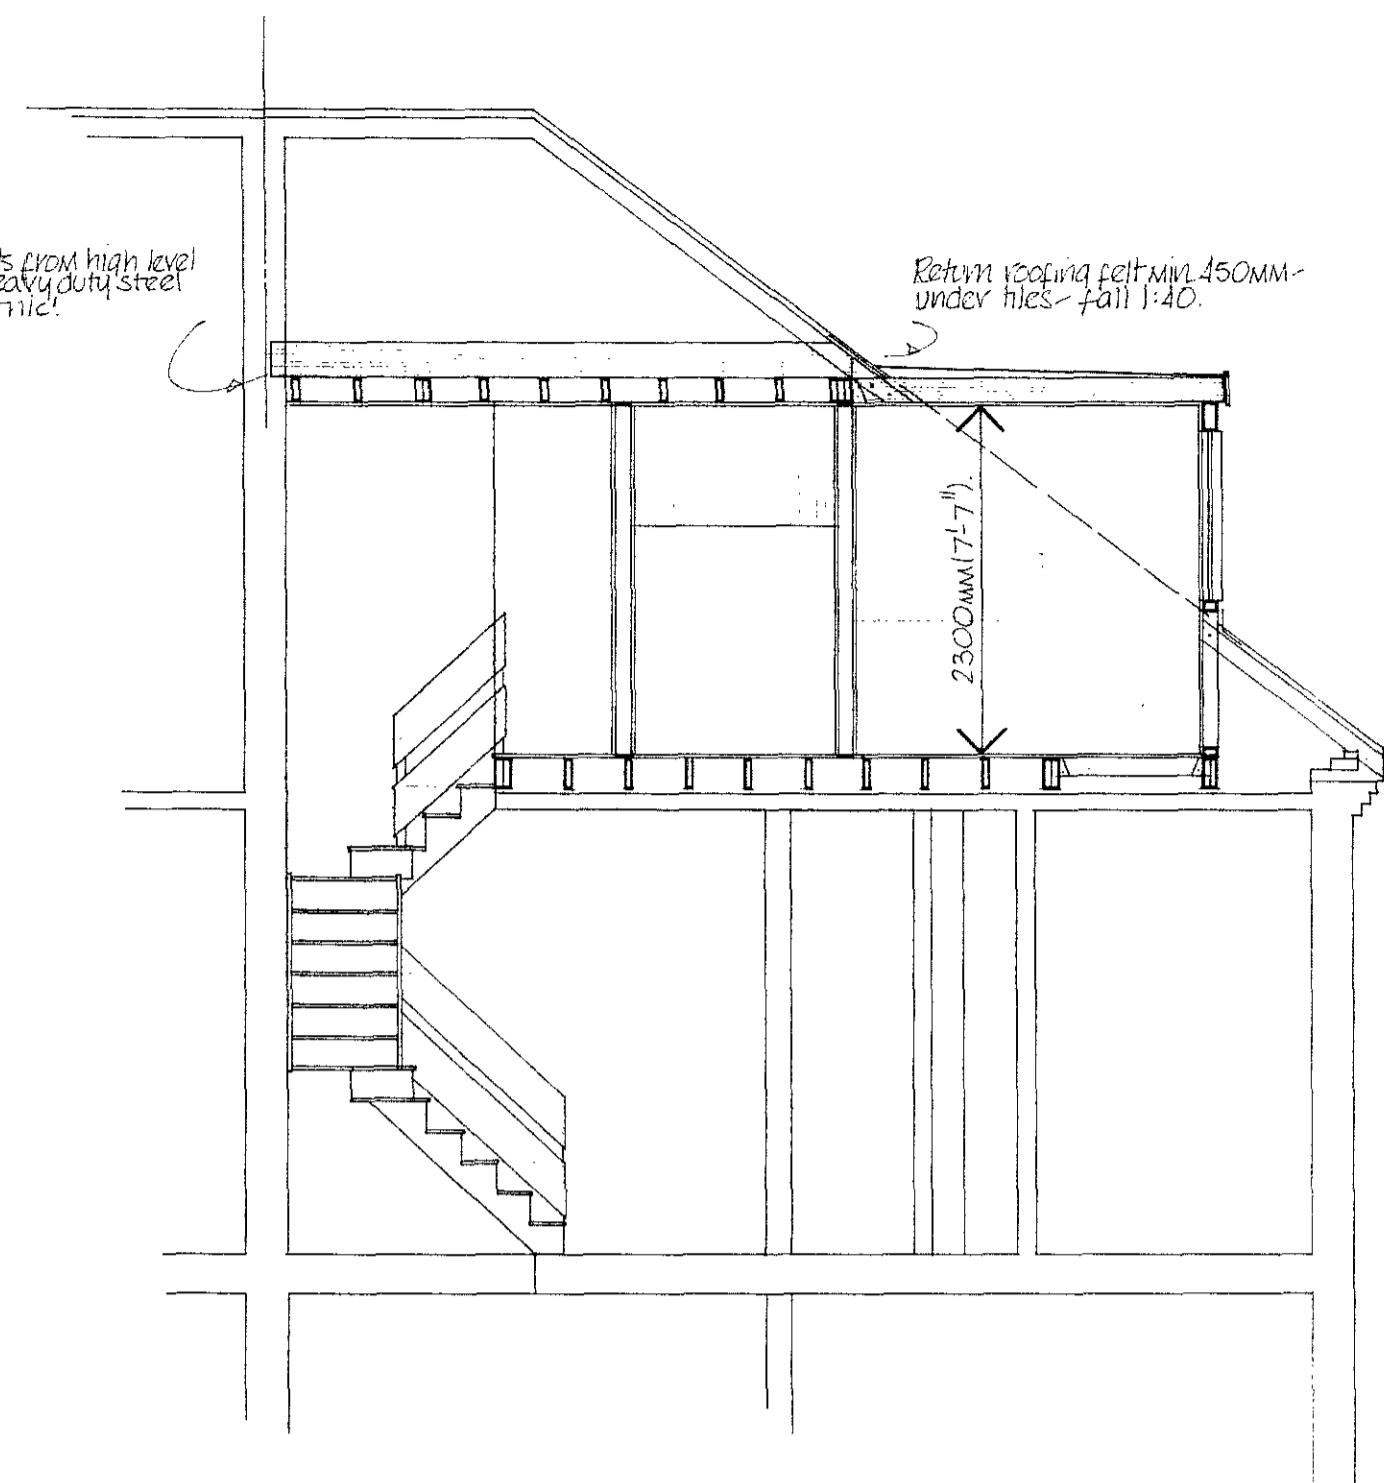 s from high level
eavy duty steel
Return roofing felt min 450MM-
under tiles- fall 1:40.
2300MM(7'-7").